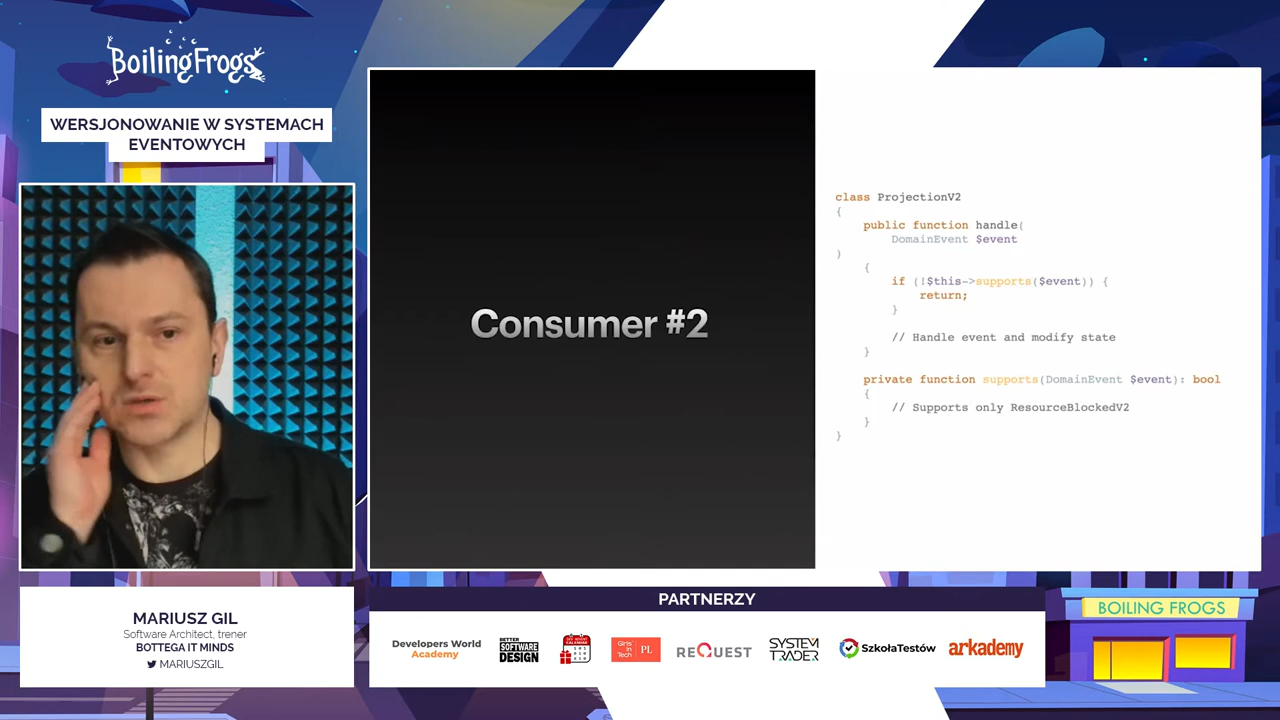 BoilingFrogs
WERSJONOWANIE W SYSTEMACH
EVENTOWYCH
Consumer #2
class ProjectionV2
{
    public function handle(
        DomainEvent $event
)
    {
        if (!$this->supports($event)) {
            return;
        }

        // Handle event and modify state
    }

    private function supports(DomainEvent $event): bool
    {
        // Supports only ResourceBlockedV2
    }
}
MARIUSZ GIL
Software Architect, trener
BOTTEGA IT MINDS
MARIUSZGIL
PARTNERZY
Developers World
Academy
BETTER
SOFTWARE
DESIGN
Girls in Tech PL
REQUEST
SYSTEM
TRADER
SzkołaTestów
arkademy
BOILING FROGS